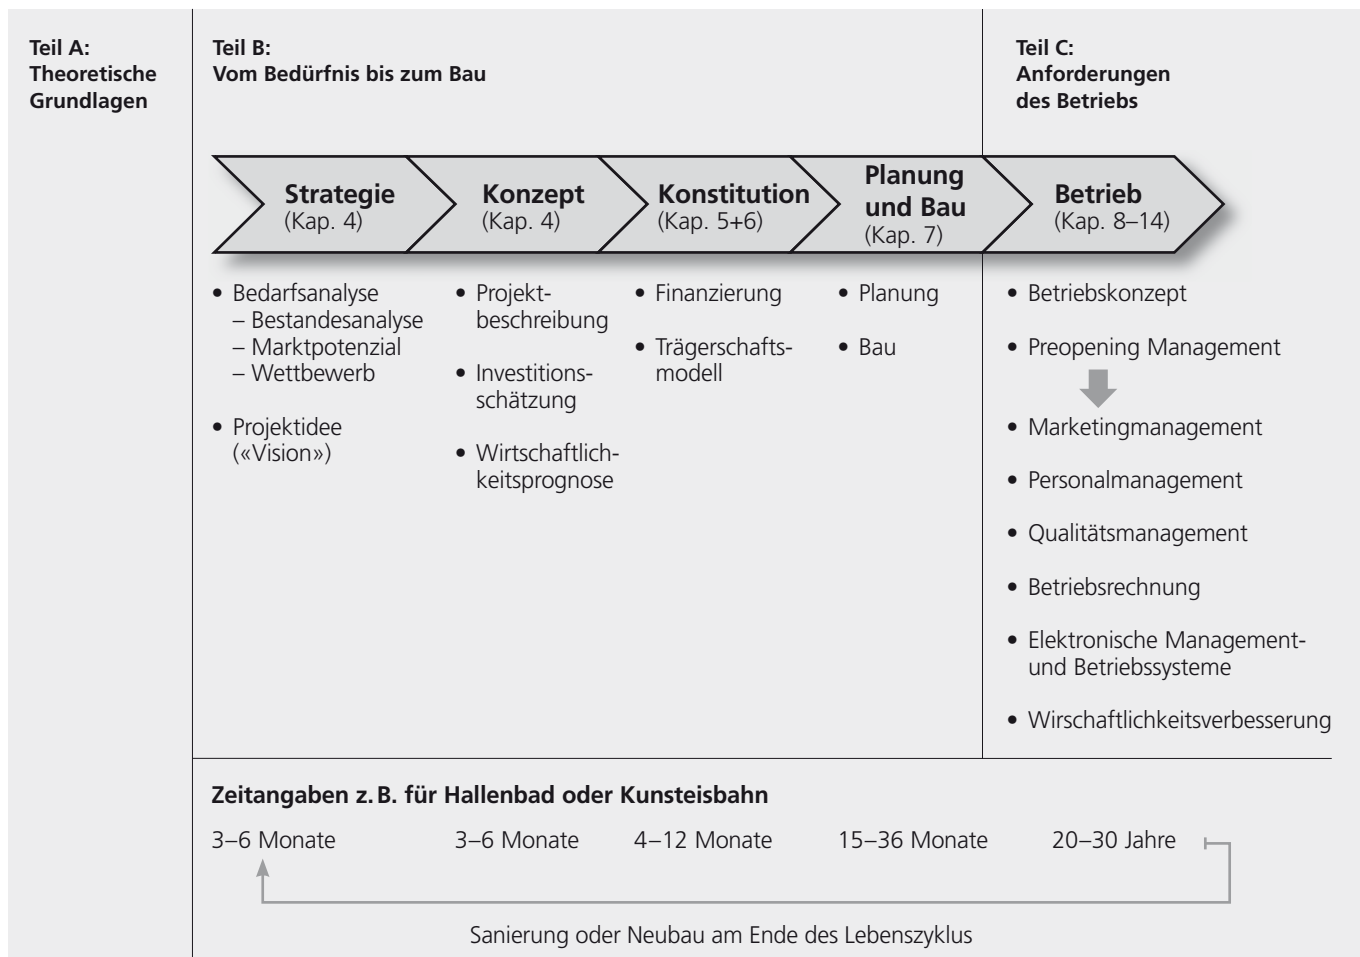 Teil A:
Theoretische
Grundlagen
Teil B:
Vom Bedürfnis bis zum Bau
Teil C:
Anforderungen
des Betriebs
Strategie
(Kap. 4)
Konzept
(Kap. 4)
Konstitution
(Kap. 5+6)
Planung
und Bau
(Kap. 7)
Betrieb
(Kap. 8–14)
• Bedarfsanalyse
– Bestandesanalyse
– Marktpotenzial
– Wettbewerb
• Projektidee
(«Vision»)
• Projekt-
beschreibung
• Investitions-
schätzung
• Wirtschaftlich-
keitsprognose
• Finanzierung
• Trägerschafts-
modell
• Planung
• Bau
• Betriebskonzept
• Preopening Management
• Marketingmanagement
• Personalmanagement
• Qualitätsmanagement
• Betriebsrechnung
• Elektronische Management-
und Betriebssysteme
• Wirschaftlichkeitsverbesserung
Zeitangaben z.B. für Hallenbad oder Kunsteisbahn
3–6 Monate
3–6 Monate
4–12 Monate
15–36 Monate
20–30 Jahre
Sanierung oder Neubau am Ende des Lebenszyklus